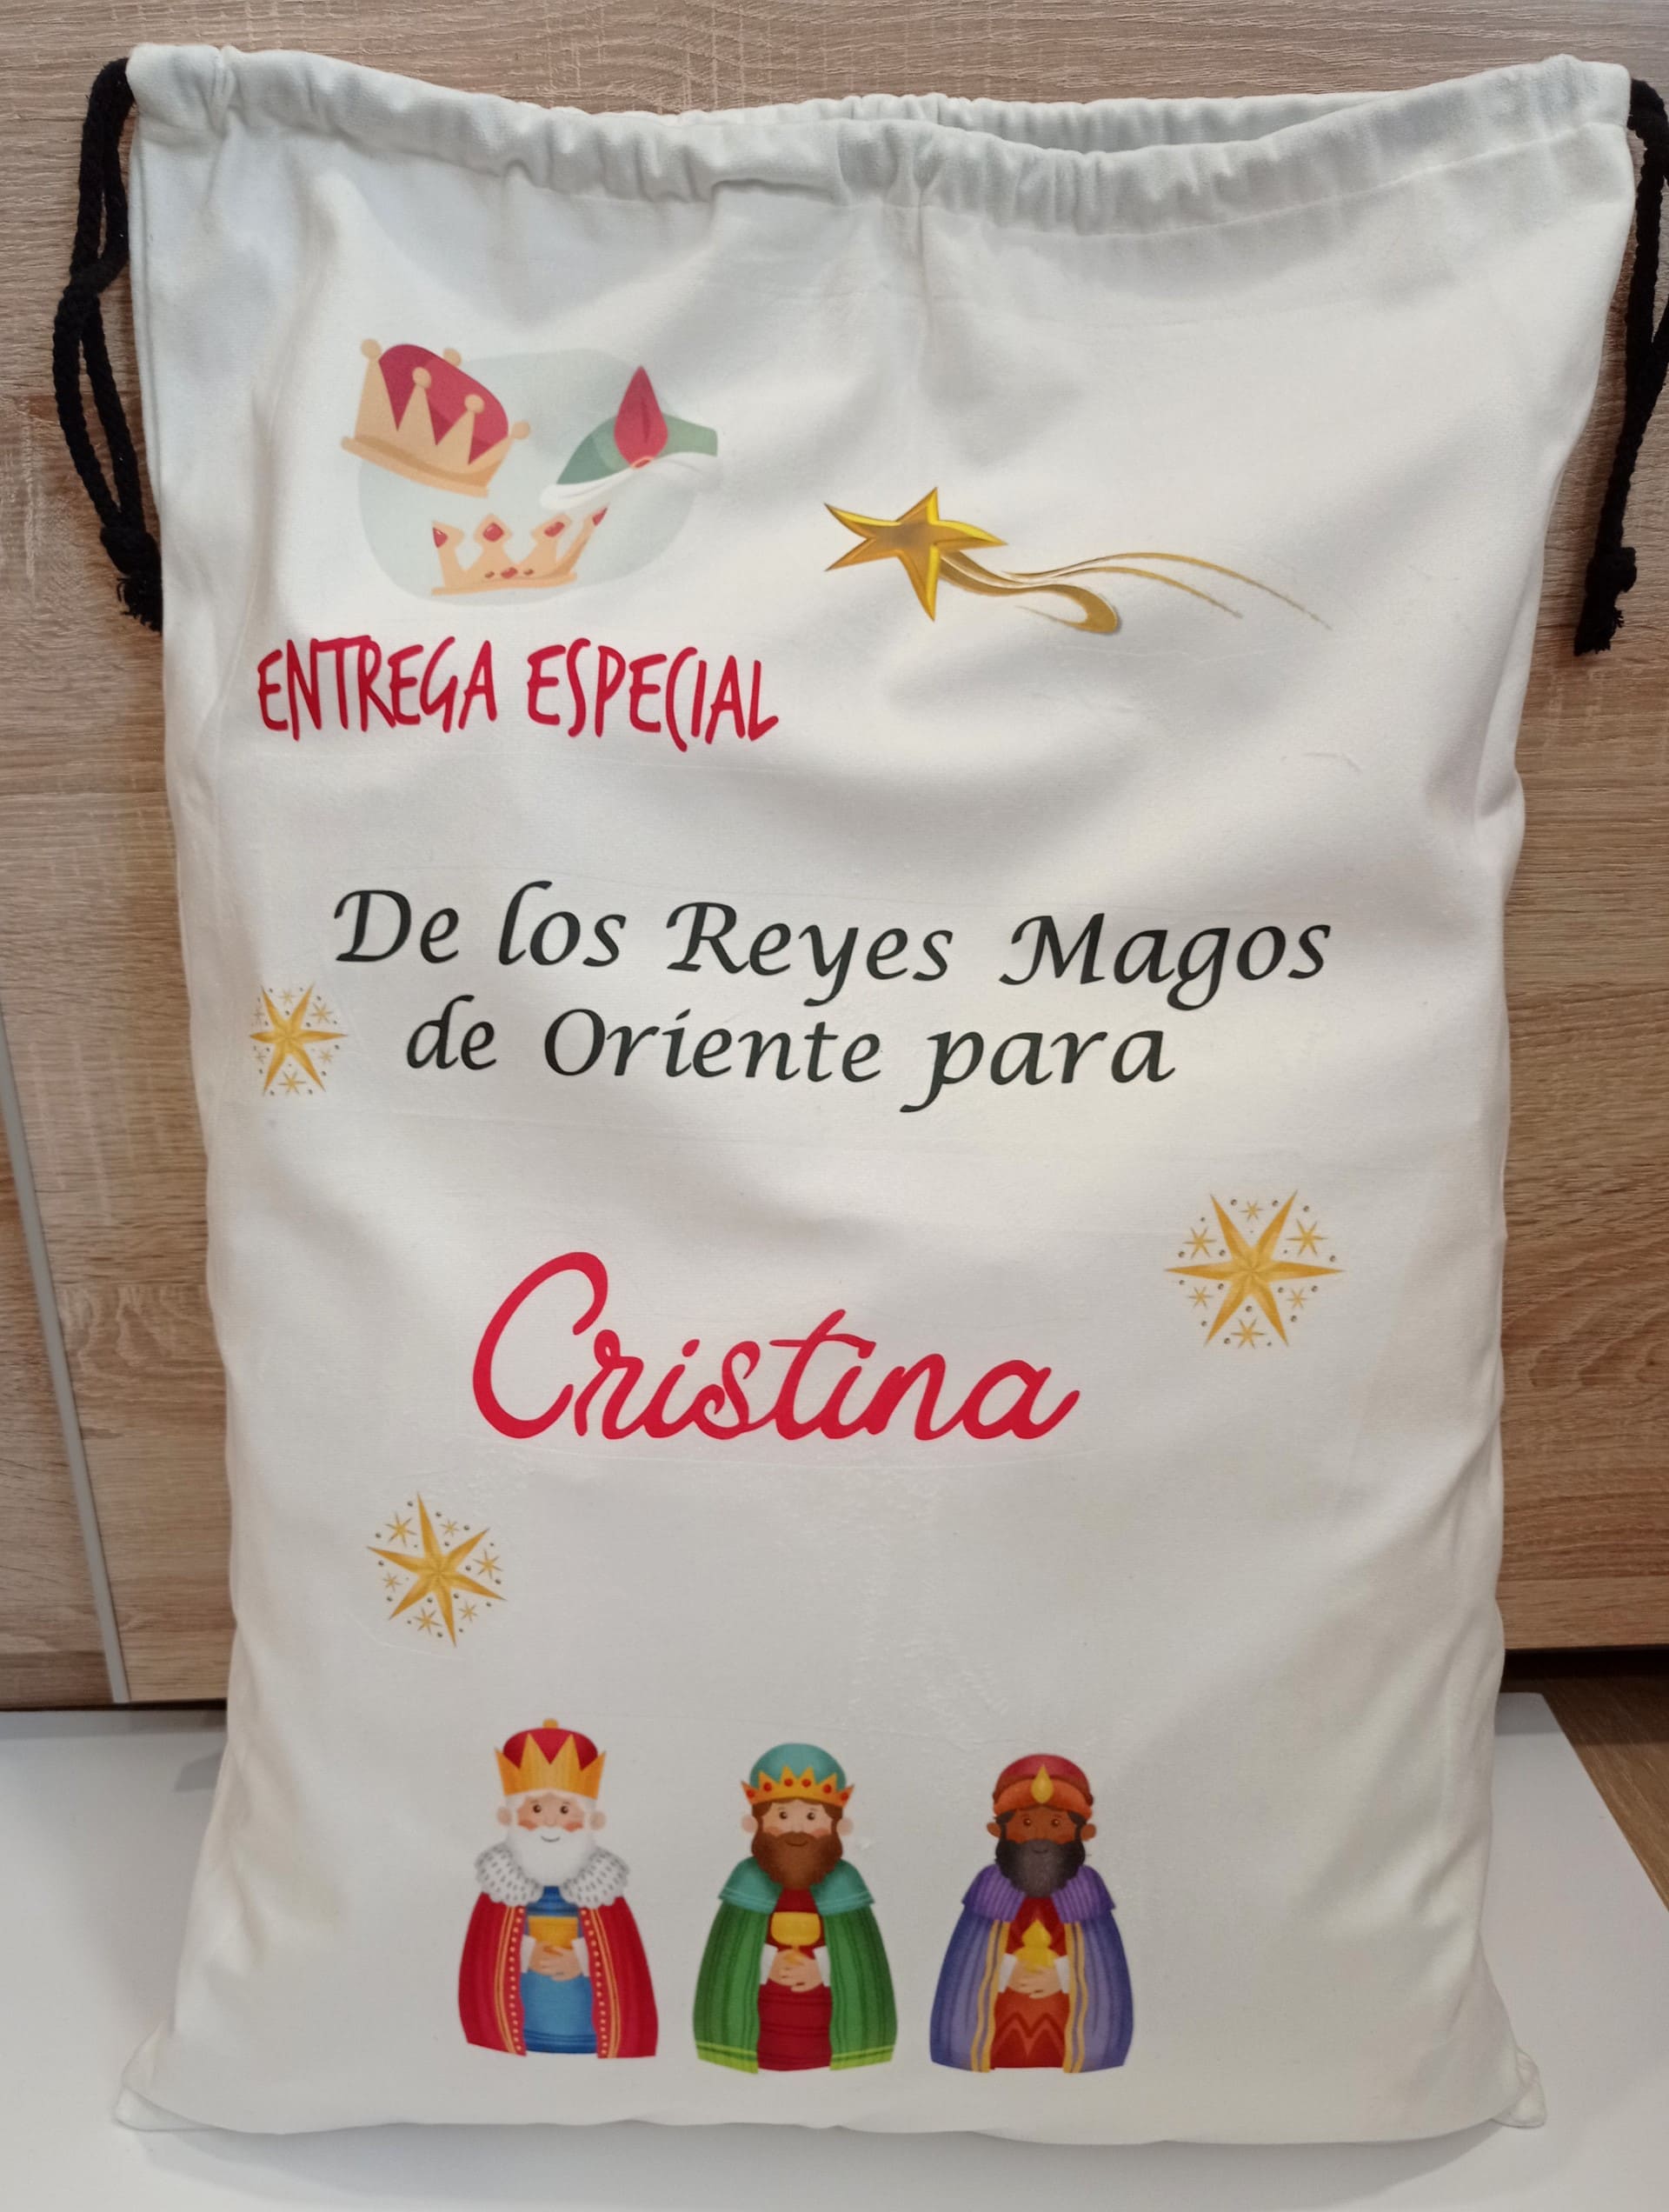 ENTREGA ESPECIAL
De los Reyes Magos
de Oriente para
Cristina